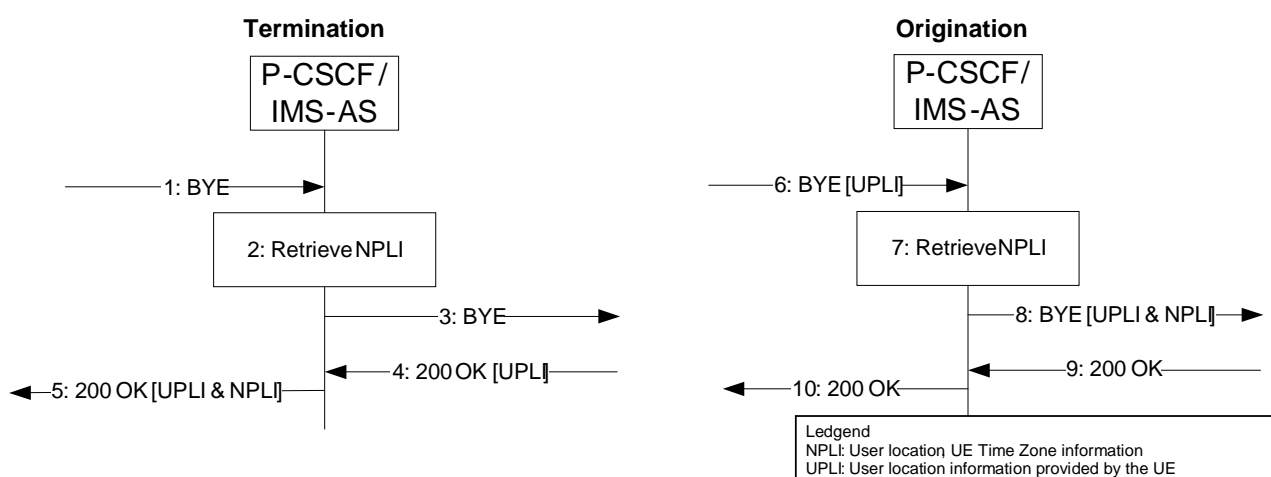 Termination
P-CSCF/
IMS-AS
1: BYE
2: Retrieve NPLI
3: BYE
4: 200 OK [UPLI]
5: 200 OK [UPLI & NPLI]
Origination
P-CSCF/
IMS-AS
6: BYE [UPLI]
7: Retrieve NPLI
8: BYE [UPLI & NPLI]
9: 200 OK
10: 200 OK
Ledgend
NPLI: User location, UE Time Zone information
UPLI: User location information provided by the UE